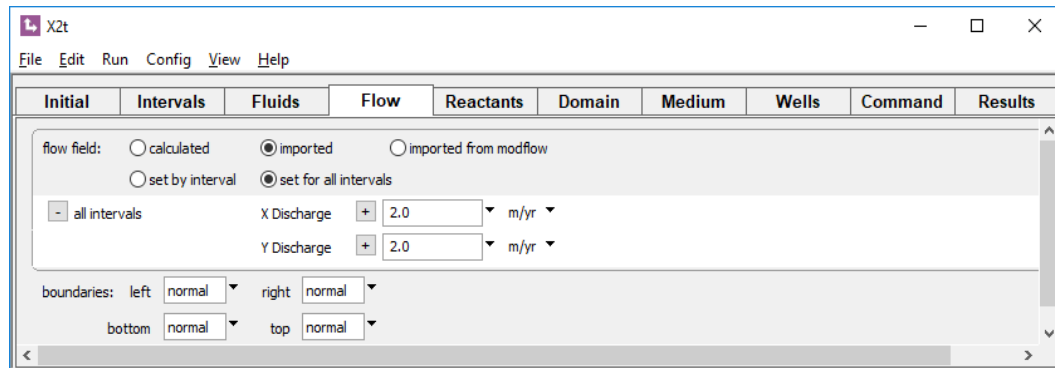 X2t
File Edit Run Config View Help
Initial Intervals Fluids Flow Reactants Domain Medium Wells Command Results
flow field: calculated imported imported from modflow
set by interval set for all intervals
- all intervals X Discharge + 2.0 m/yr
Y Discharge + 2.0 m/yr
boundaries: left normal right normal
bottom normal top normal